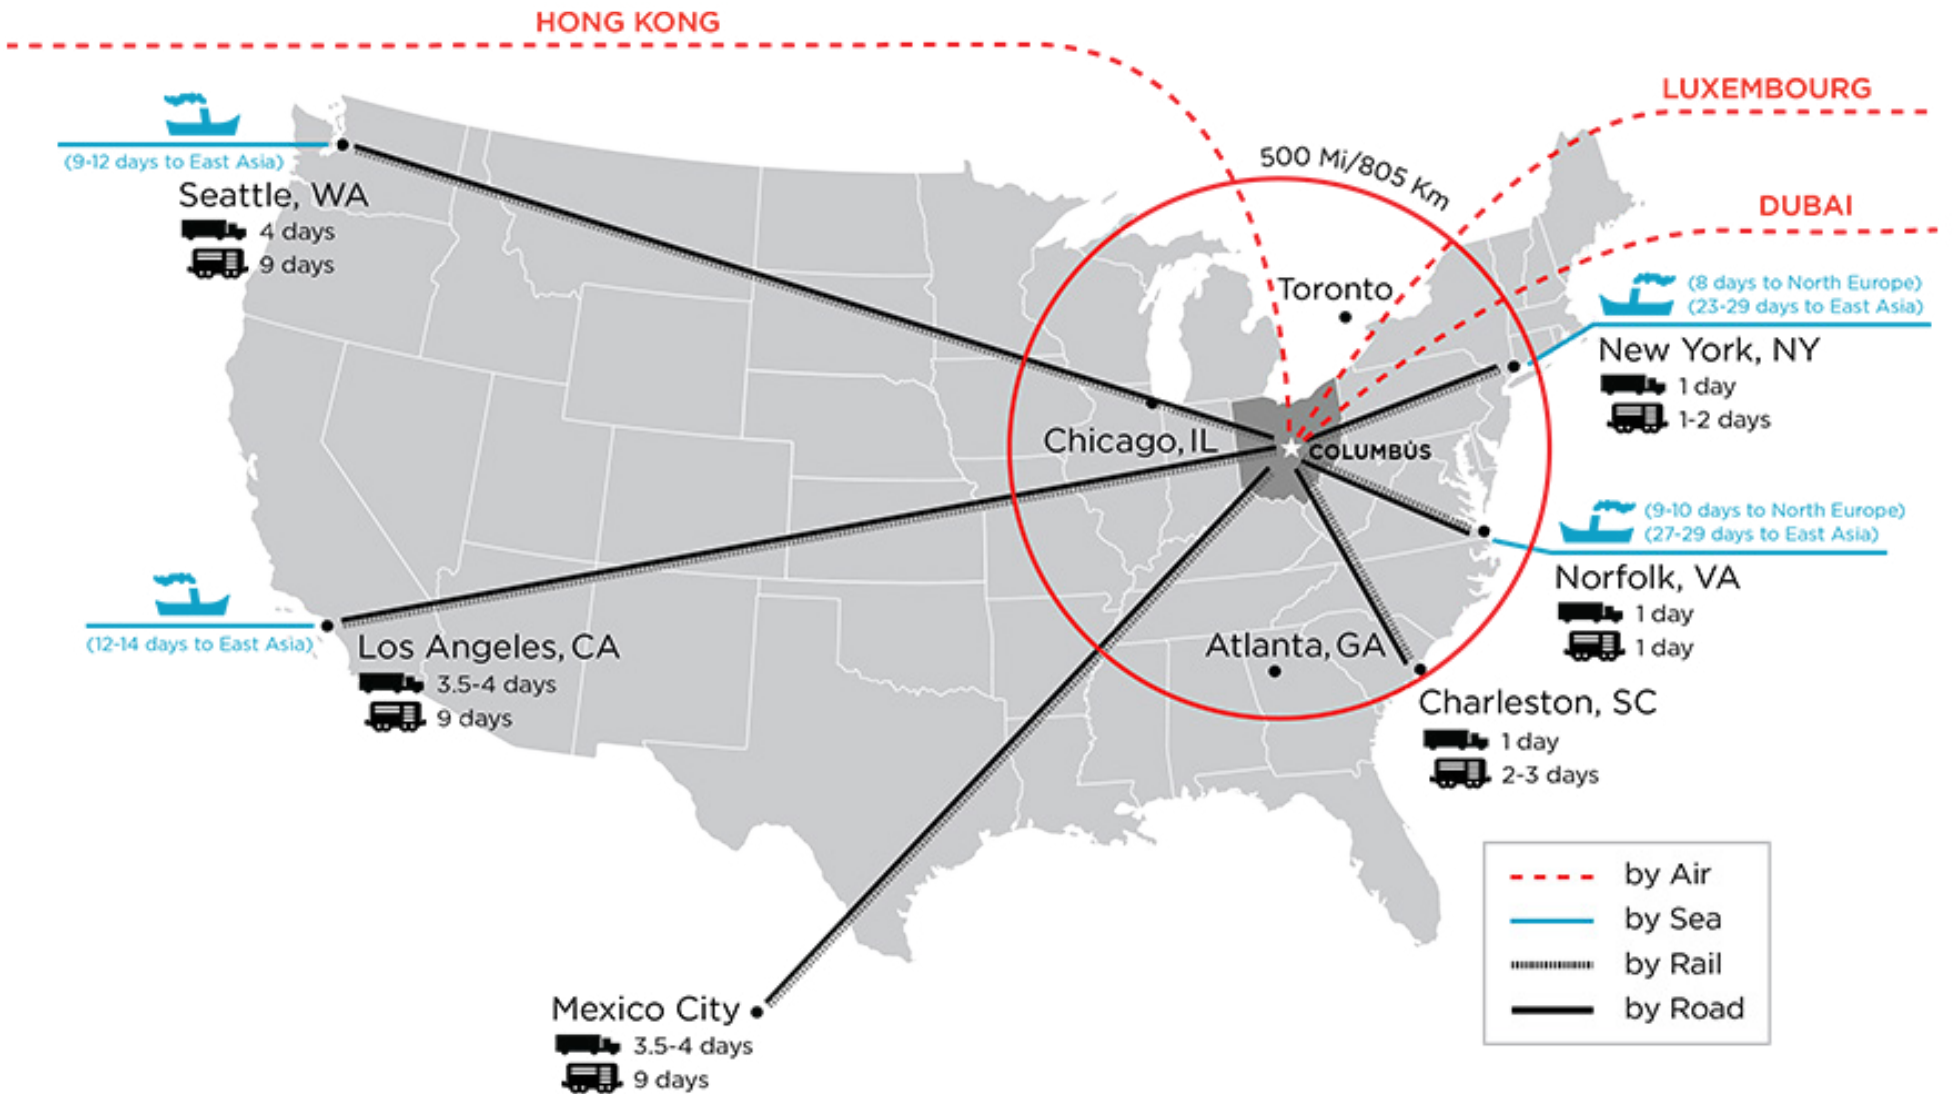 HONG KONG
LUXEMBOURG
DUBAI
500 Mi/805 Km
(9-12 days to East Asia)
Seattle, WA
4 days
9 days
Toronto
(8 days to North Europe)
(23-29 days to East Asia)
New York, NY
1 day
1-2 days
Chicago, IL
COLUMBUS
(9-10 days to North Europe)
(27-29 days to East Asia)
Norfolk, VA
1 day
1 day
(12-14 days to East Asia)
Los Angeles, CA
3.5-4 days
9 days
Atlanta, GA
Charleston, SC
1 day
2-3 days
Mexico City
3.5-4 days
9 days
by Air
by Sea
by Rail
by Road